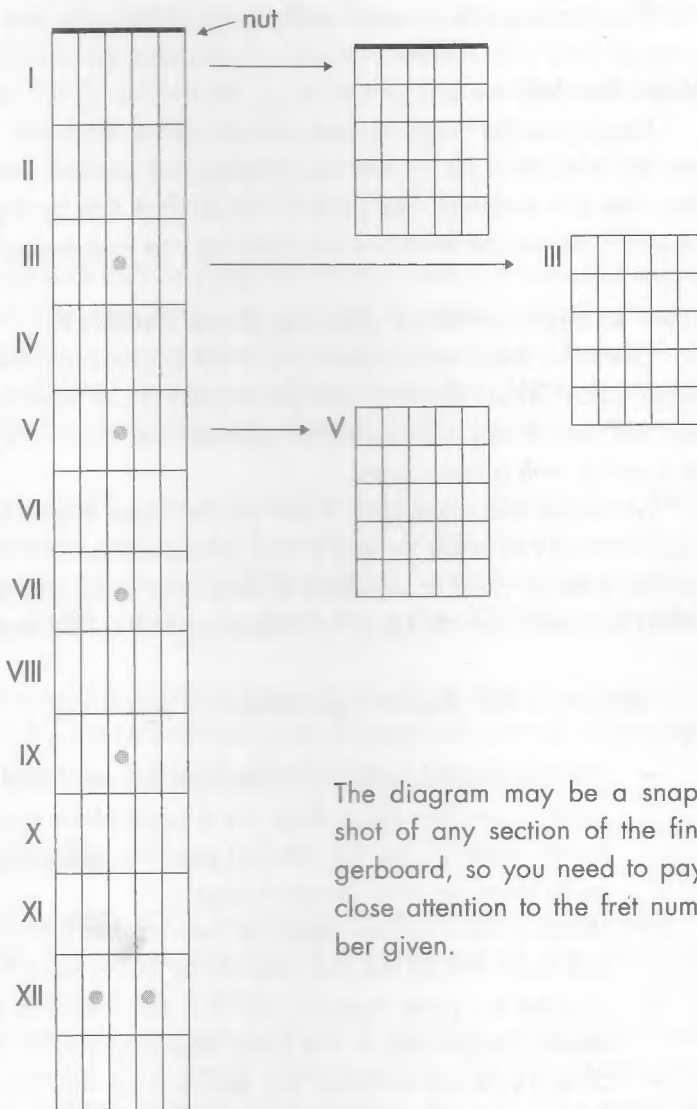 nut
I
II
III
III
IV
V
V
VI
VII
VIII
IX
X
XI
XII
The diagram may be a snap-
shot of any section of the fin-
gerboard, so you need to pay
close attention to the fret num-
ber given.